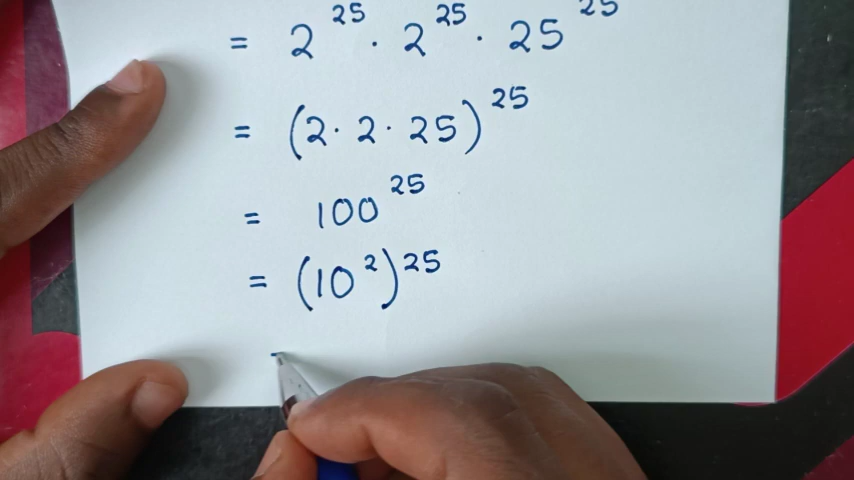 = 2^25 · 2^25 · 25^25
= (2 · 2 · 25)^25
= 100^25
= (10^2)^25